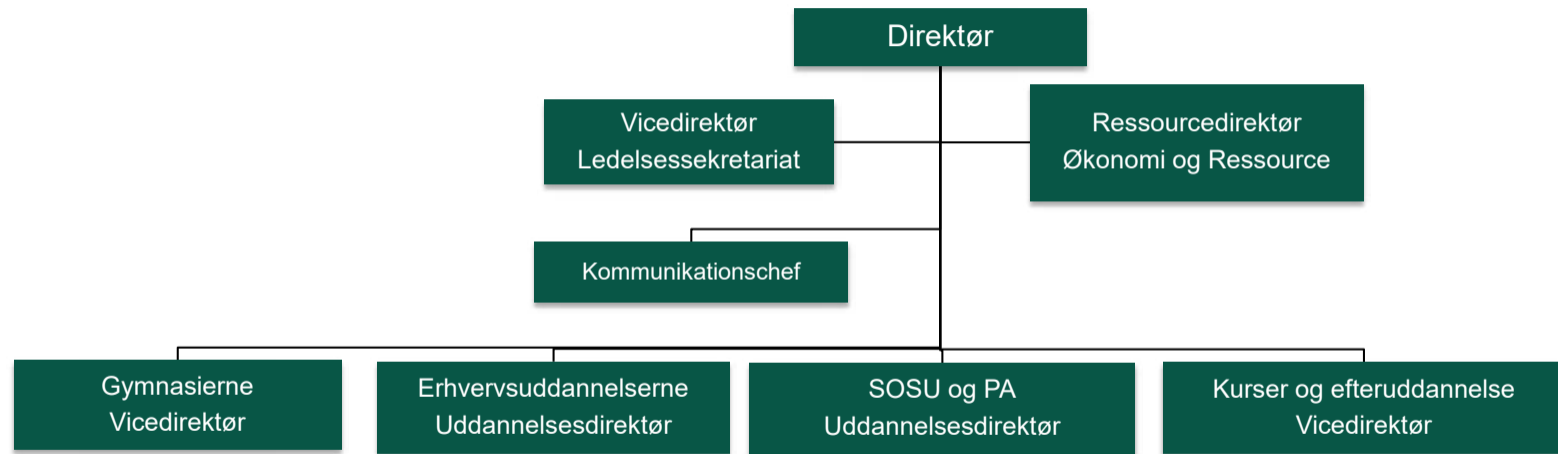 Direktør
Vicedirektør
Ledelsessekretariat
Ressourcedirektør
Økonomi og Ressource
Kommunikationschef
Gymnasierne
Vicedirektør
Erhvervsuddannelserne
Uddannelsesdirektør
SOSU og PA
Uddannelsesdirektør
Kurser og efteruddannelse
Vicedirektør